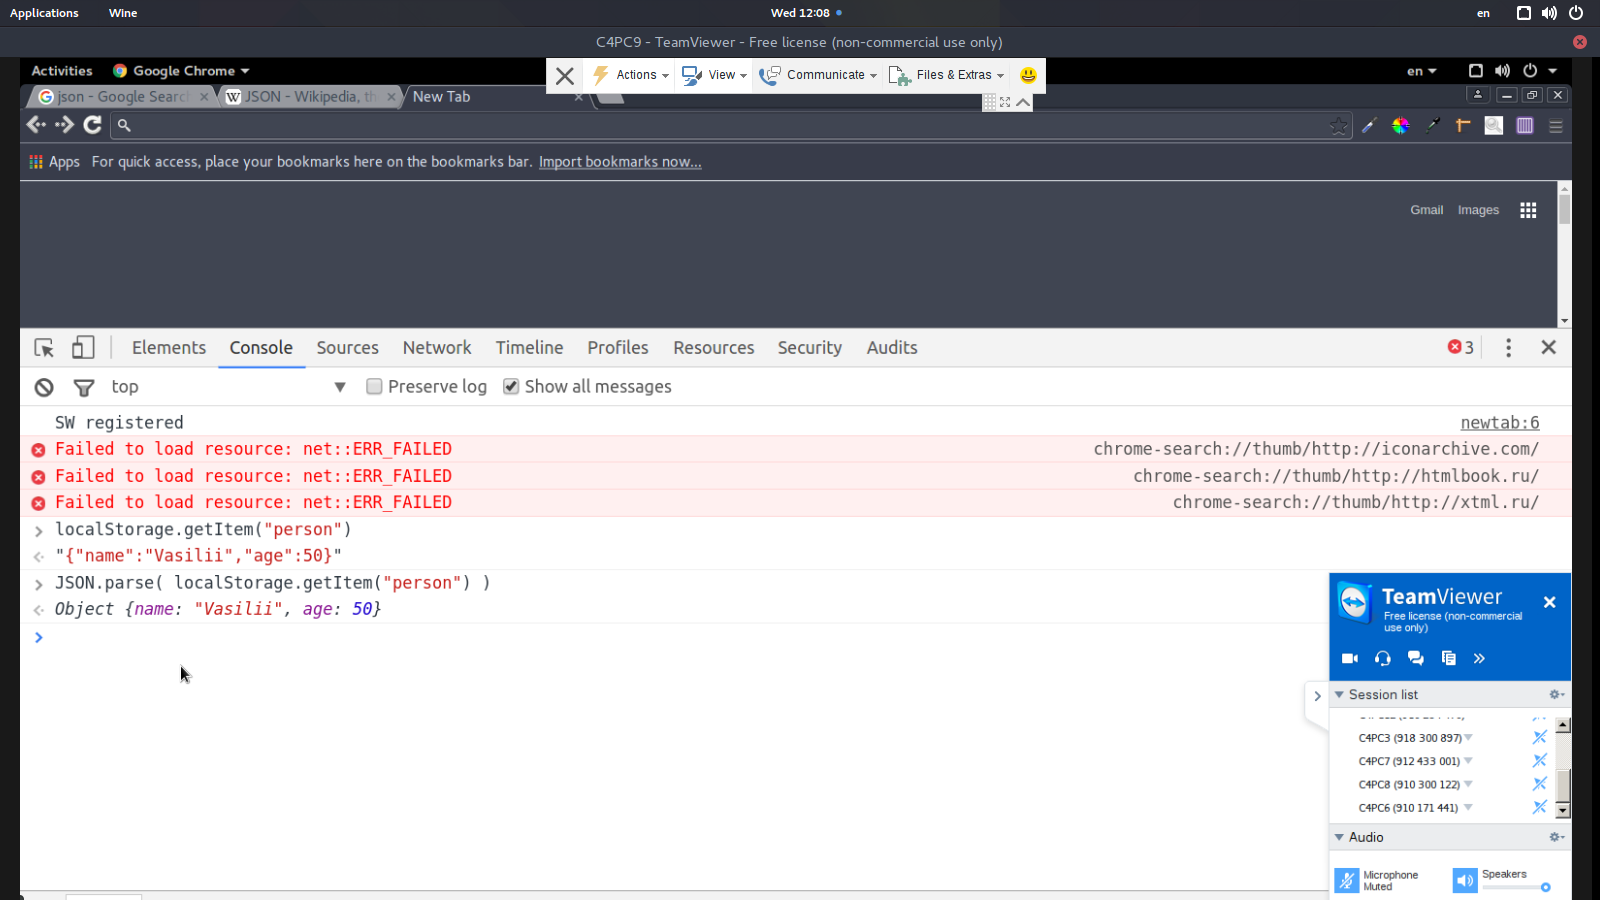 Applications Wine Wed 12:08 en
C4PC9 - TeamViewer - Free license (non-commercial use only)
Activities Google Chrome en
Actions View Communicate Files & Extras
json - Google Search JSON - Wikipedia, th New Tab
Apps For quick access, place your bookmarks here on the bookmarks bar. Import bookmarks now...
Gmail Images
Elements Console Sources Network Timeline Profiles Resources Security Audits 3
top Preserve log Show all messages
SW registered newtab:6
Failed to load resource: net::ERR_FAILED chrome-search://thumb/http://iconarchive.com/
Failed to load resource: net::ERR_FAILED chrome-search://thumb/http://htmlbook.ru/
Failed to load resource: net::ERR_FAILED chrome-search://thumb/http://xtml.ru/
localStorage.getItem("person")
"{"name":"Vasilii","age":50}"
JSON.parse( localStorage.getItem("person") )
Object {name: "Vasilii", age: 50}
TeamViewer
Free license (non-commercial
use only)
Session list
C4PC3 (918 300 897)
C4PC7 (912 433 001)
C4PC8 (910 300 122)
C4PC6 (910 171 441)
Audio
Microphone
Muted
Speakers